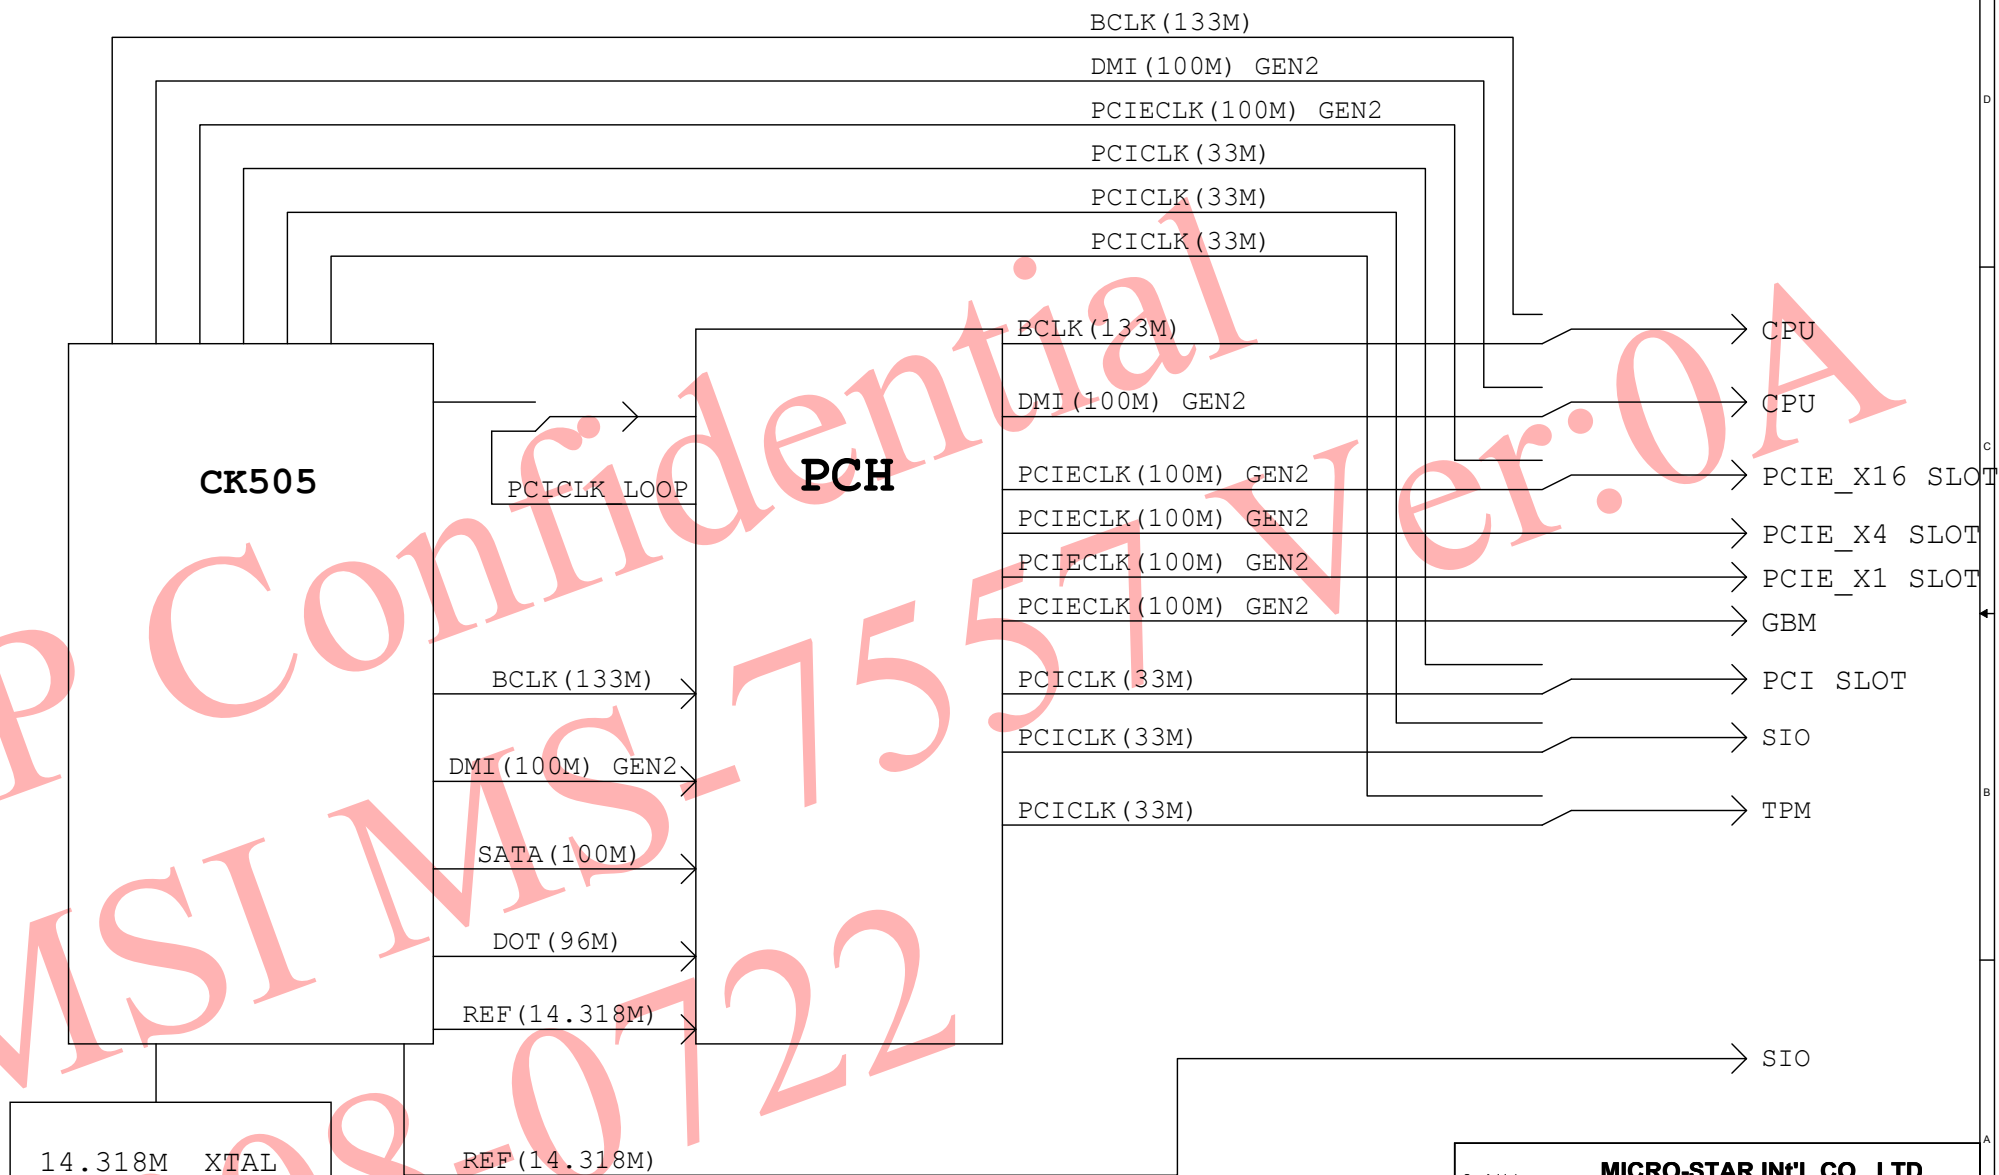 BCLK(133M)
DMI(100M) GEN2
PCIECLK(100M) GEN2
PCICLK(33M)
PCICLK(33M)
PCICLK(33M)
BCLK(133M)
CPU
DMI(100M) GEN2
CPU
CK505
PCICLK LOOP
PCH
PCIECLK(100M) GEN2
PCIE_X16 SLOT
PCIECLK(100M) GEN2
PCIE_X4 SLOT
PCIECLK(100M) GEN2
PCIE_X1 SLOT
PCIECLK(100M) GEN2
GBM
BCLK(133M)
PCICLK(33M)
PCI SLOT
PCICLK(33M)
SIO
DMI(100M) GEN2
PCICLK(33M)
TPM
SATA(100M)
DOT(96M)
REF(14.318M)
SIO
14.318M XTAL
REF(14.318M)
MICRO-STAR INt'L CO., LTD
P Confidential
MSI MS-7557 Ver:0A
08-0722
D
C
B
A